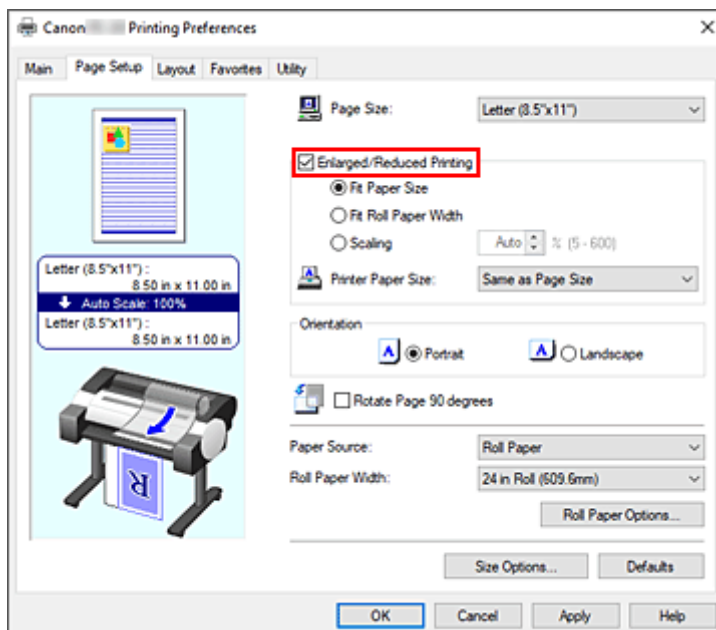 Canon Printing Preferences
Main Page Setup Layout Favorites Utility
Page Size: Letter (8.5"x11")
Enlarged/Reduced Printing
Fit Paper Size
Fit Roll Paper Width
Scaling Auto % (5 - 600)
Letter (8.5"x11") :
8.50 in x 11.00 in
Printer Paper Size: Same as Page Size
Auto Scale: 100%
Letter (8.5"x11") :
8.50 in x 11.00 in
Orientation
A Portrait A Landscape
Rotate Page 90 degrees
Paper Source: Roll Paper
Roll Paper Width: 24 in Roll (609.6mm)
R
Roll Paper Options...
Size Options... Defaults
OK Cancel Apply Help